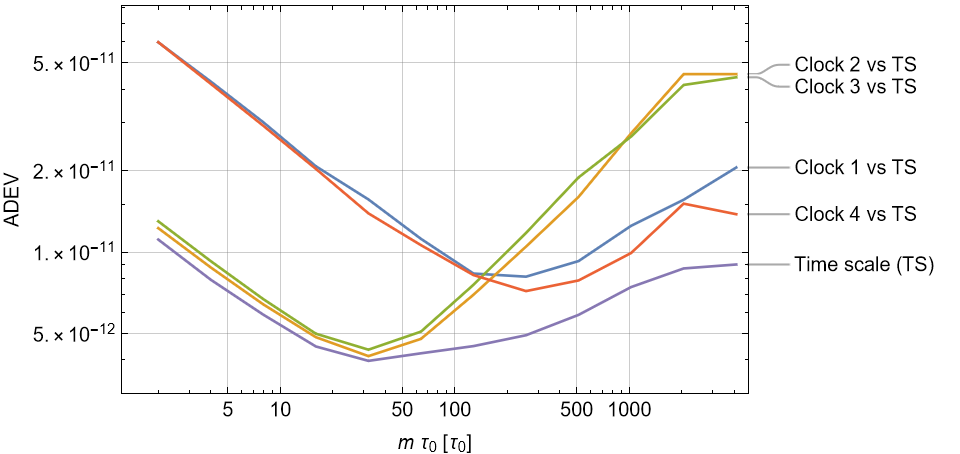 5. × 10⁻¹¹
2. × 10⁻¹¹
1. × 10⁻¹¹
5. × 10⁻¹²
ADEV
5 10 50 100 500 1000
m τ₀ [τ₀]
Clock 2 vs TS
Clock 3 vs TS
Clock 1 vs TS
Clock 4 vs TS
Time scale (TS)